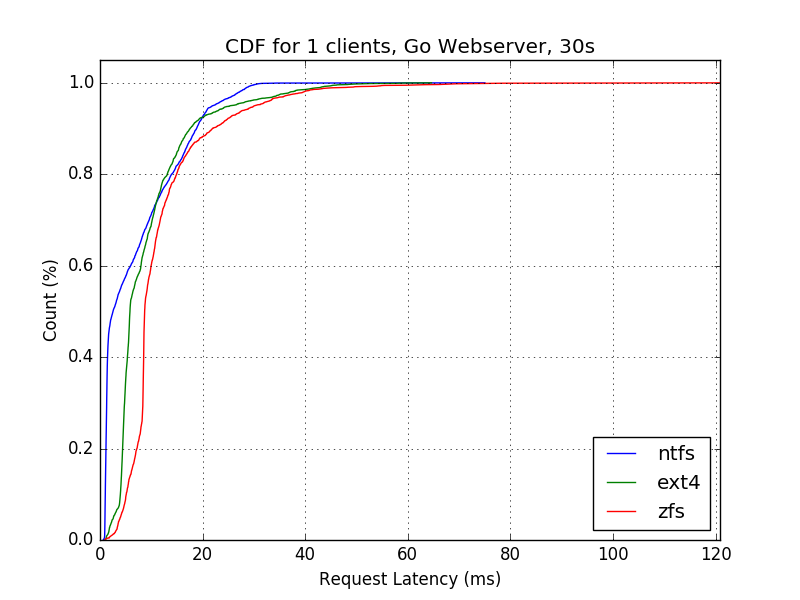 CDF for 1 clients, Go Webserver, 30s
1.0
0.8
0.6
0.4
0.2
0.0
Count (%)
ntfs
ext4
zfs
0 20 40 60 80 100 120
Request Latency (ms)